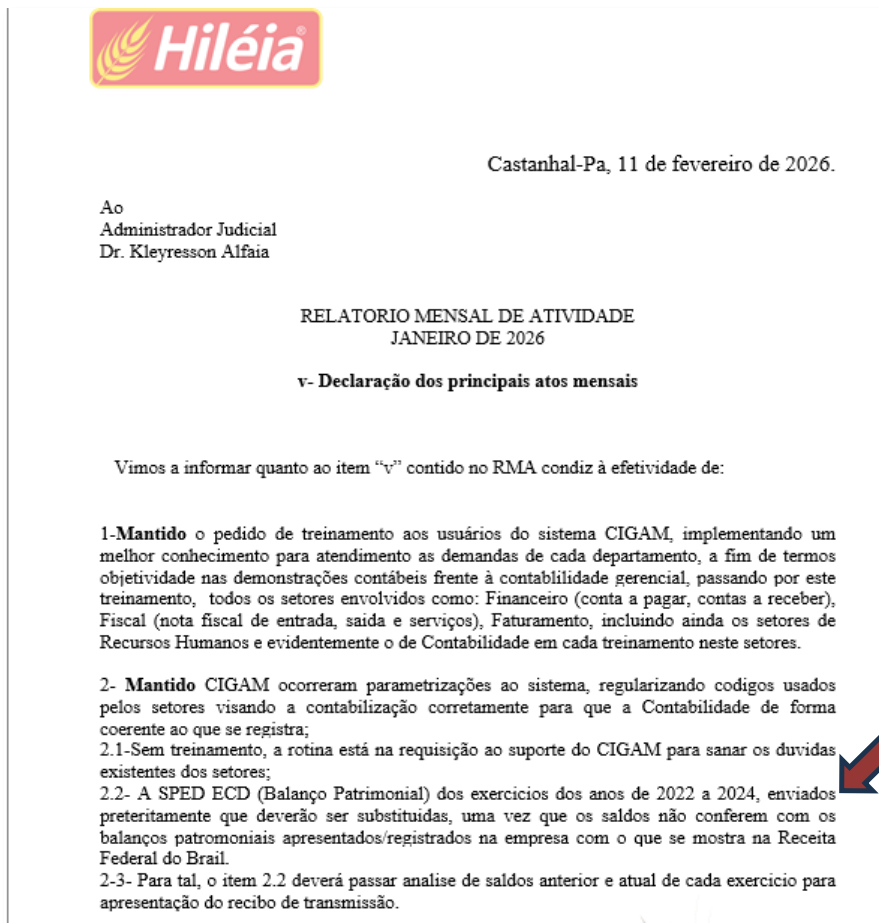 Hiléia®
Castanhal-Pa, 11 de fevereiro de 2026.
Ao
Administrador Judicial
Dr. Kleyresson Alfaia
RELATORIO MENSAL DE ATIVIDADE
JANEIRO DE 2026
v- Declaração dos principais atos mensais
Vimos a informar quanto ao item “v” contido no RMA condiz à efetividade de:
1-Mantido o pedido de treinamento aos usuários do sistema CIGAM, implementando um
melhor conhecimento para atendimento as demandas de cada departamento, a fim de termos
objetividade nas demonstrações contábeis frente à contablilidade gerencial, passando por este
treinamento, todos os setores envolvidos como: Financeiro (conta a pagar, contas a receber),
Fiscal (nota fiscal de entrada, saida e serviços), Faturamento, incluindo ainda os setores de
Recursos Humanos e evidentemente o de Contabilidade em cada treinamento neste setores.
2- Mantido CIGAM ocorreram parametrizações ao sistema, regularizando codigos usados
pelos setores visando a contabilização corretamente para que a Contabilidade de forma
coerente ao que se registra;
2.1-Sem treinamento, a rotina está na requisição ao suporte do CIGAM para sanar os duvidas
existentes dos setores;
2.2- A SPED ECD (Balanço Patrimonial) dos exercicios dos anos de 2022 a 2024, enviados
preteritamente que deverão ser substituidas, uma vez que os saldos não conferem com os
balanços patromoniais apresentados/registrados na empresa com o que se mostra na Receita
Federal do Brail.
2-3- Para tal, o item 2.2 deverá passar analise de saldos anterior e atual de cada exercicio para
apresentação do recibo de transmissão.